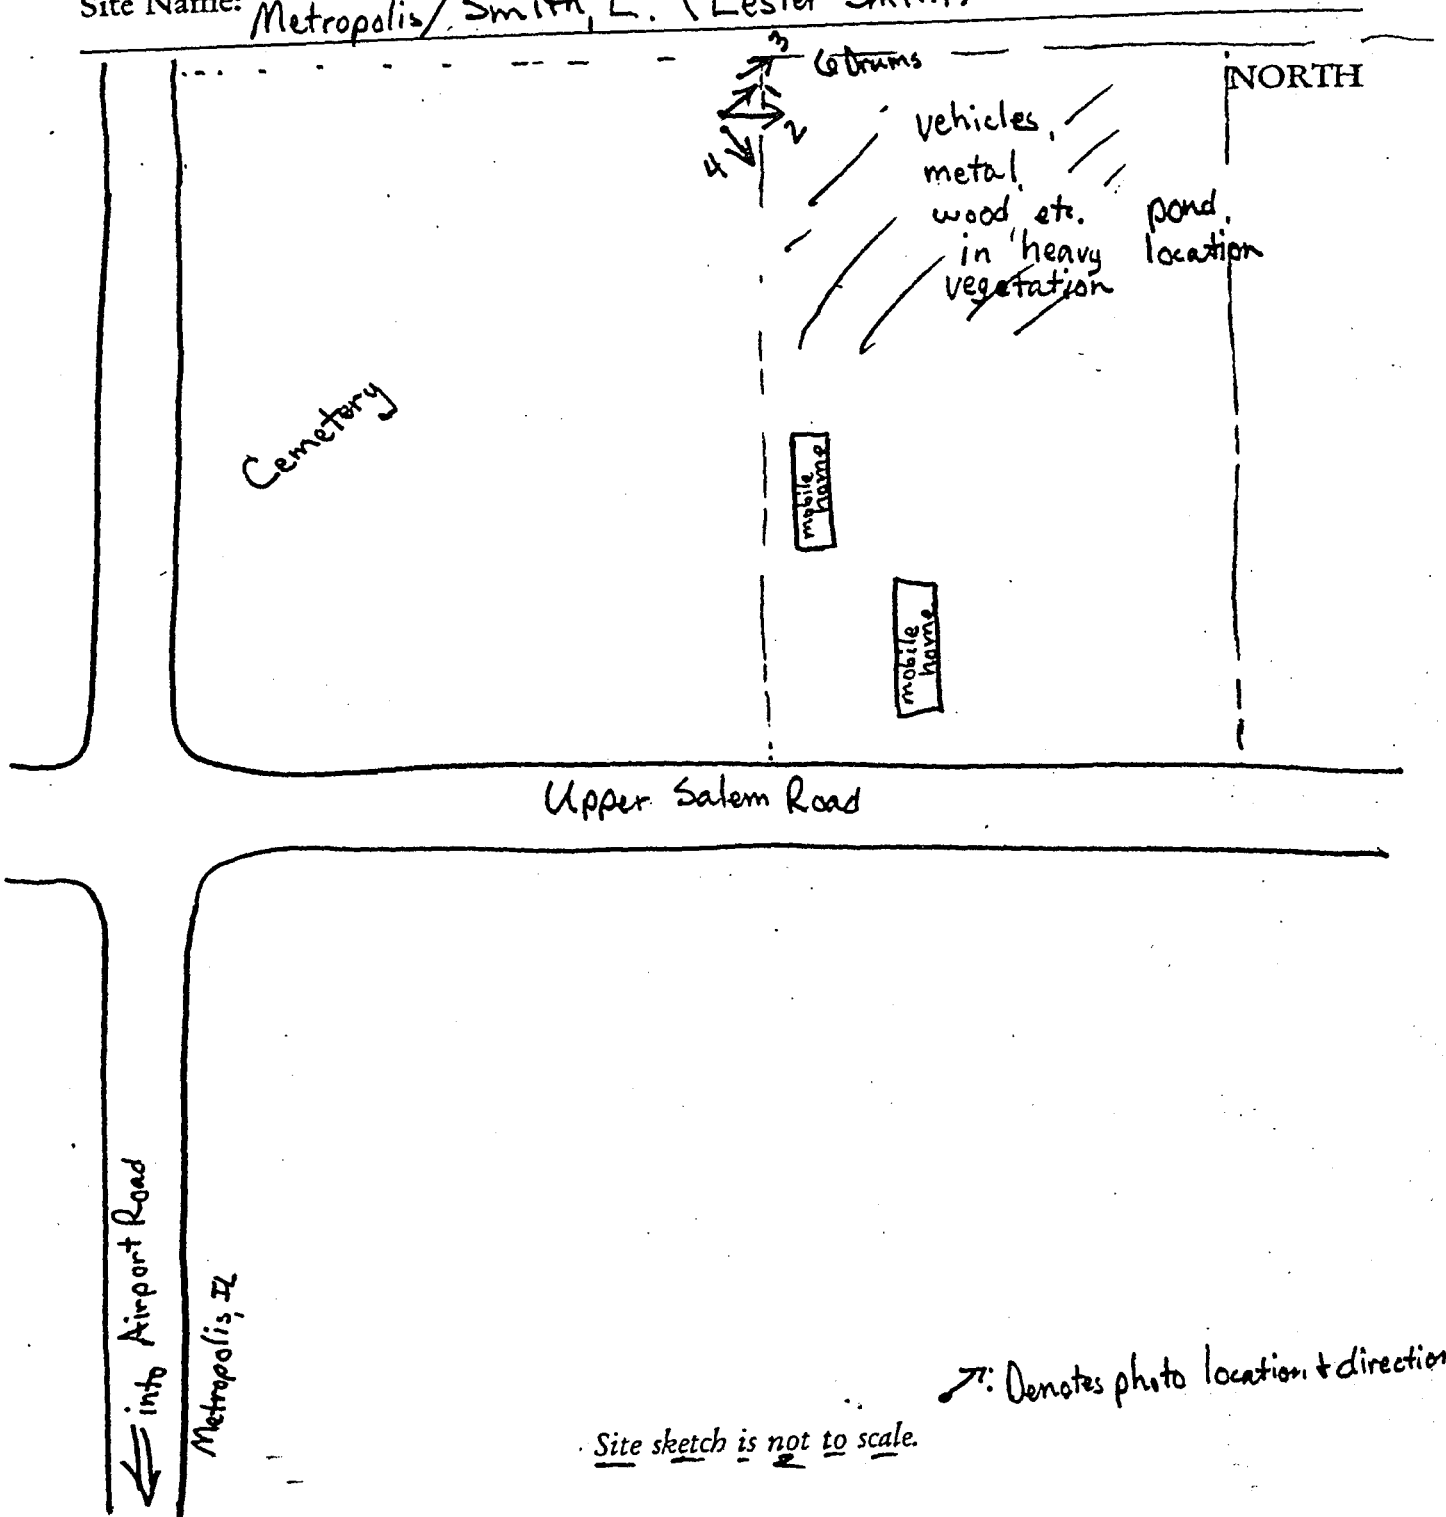 Site Name: Metropolis/ Smith, L. (Lester Smith)
3
6 Drums
NORTH
2
4
vehicles,
metal,
wood, etc.
in heavy
vegetation
pond
location
Cemetery
mobile
home
mobile
home
Upper Salem Road
into Airport Road
Metropolis, IL
: Denotes photo location & direction
Site sketch is not to scale.